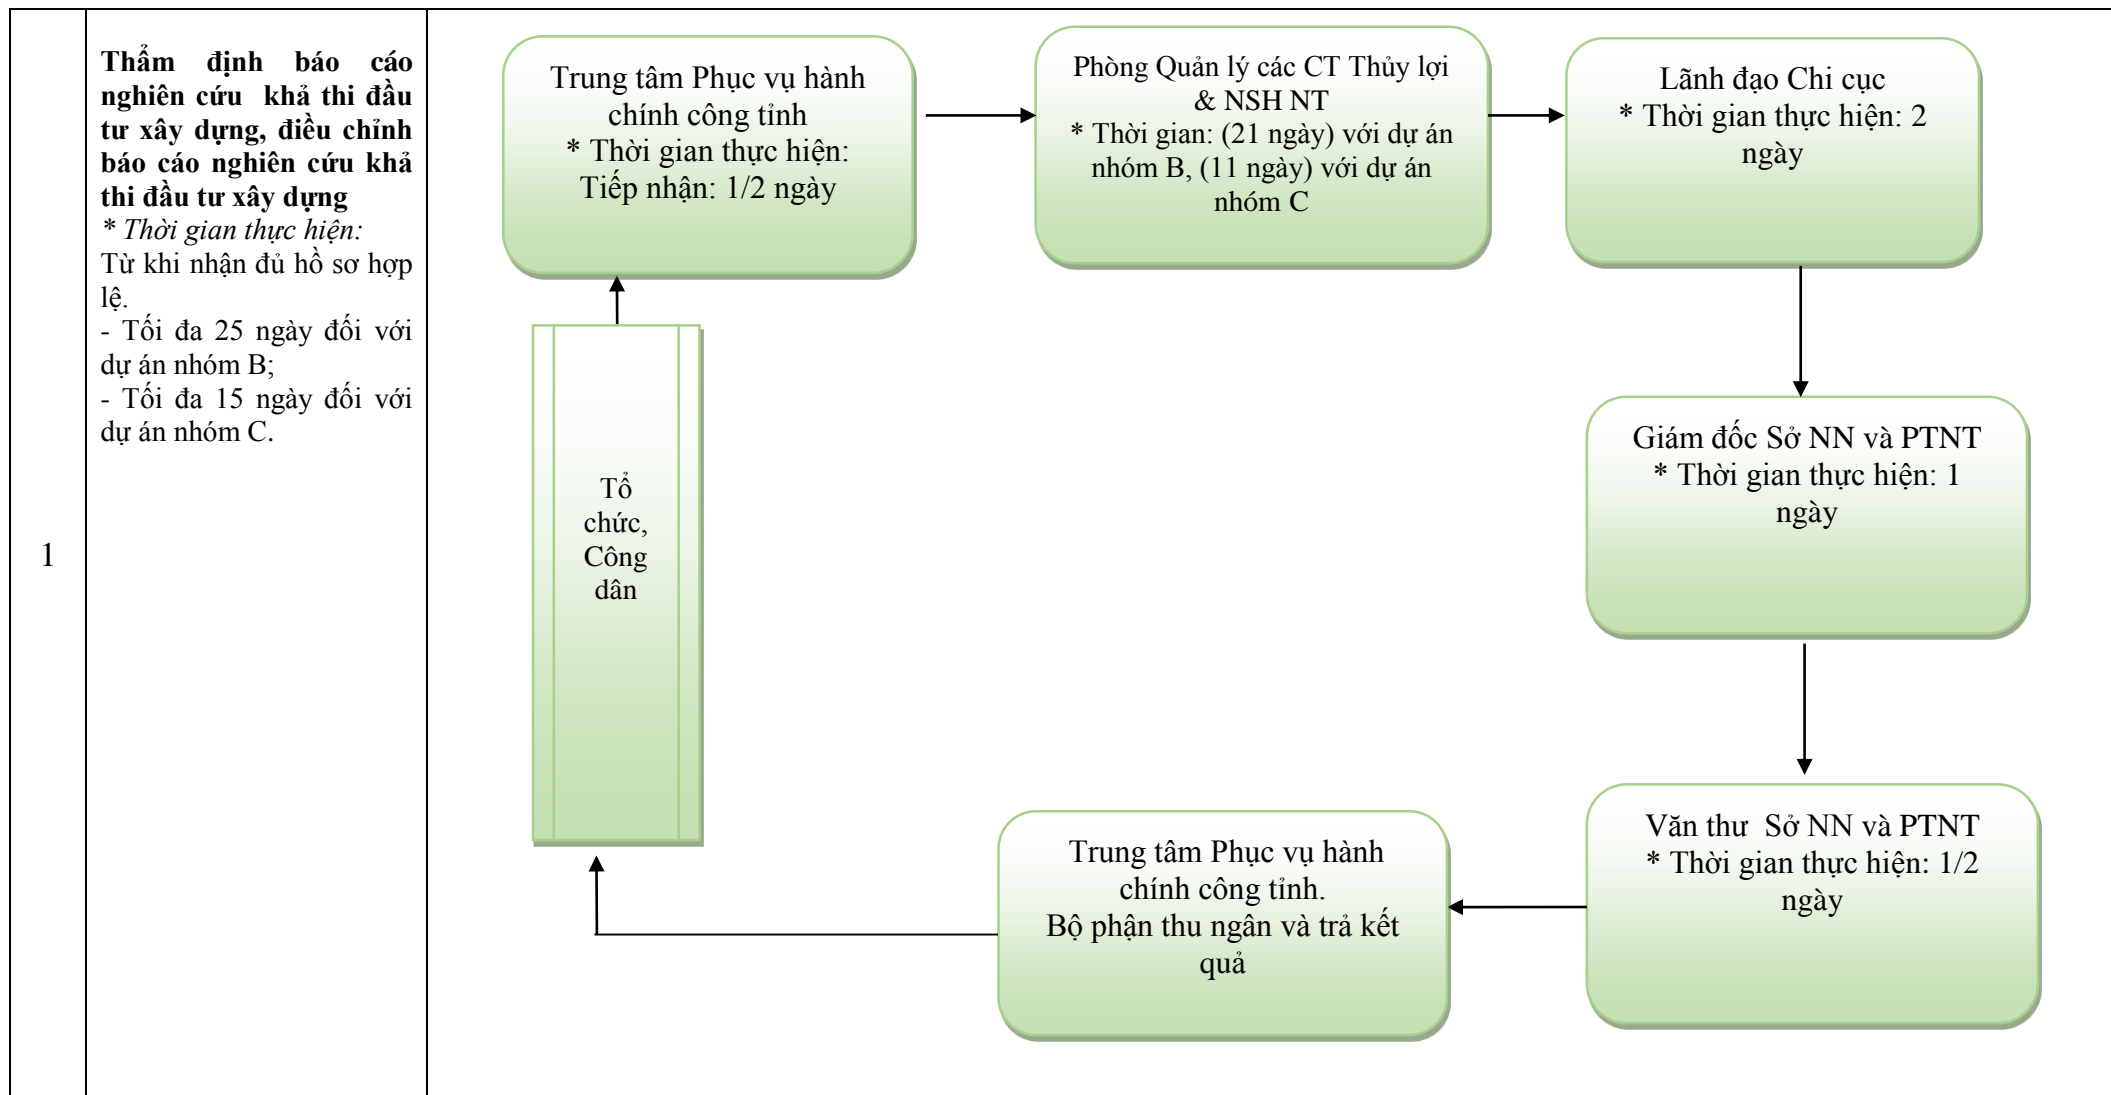 1
Thẩm định báo cáo
nghiên cứu khả thi đầu
tư xây dựng, điều chỉnh
báo cáo nghiên cứu khả
thi đầu tư xây dựng
* Thời gian thực hiện:
Từ khi nhận đủ hồ sơ hợp
lệ.
- Tối đa 25 ngày đối với
dự án nhóm B;
- Tối đa 15 ngày đối với
dự án nhóm C.
Trung tâm Phục vụ hành
chính công tỉnh
* Thời gian thực hiện:
Tiếp nhận: 1/2 ngày
Phòng Quản lý các CT Thủy lợi
& NSH NT
* Thời gian: (21 ngày) với dự án
nhóm B, (11 ngày) với dự án
nhóm C
Lãnh đạo Chi cục
* Thời gian thực hiện: 2
ngày
Giám đốc Sở NN và PTNT
* Thời gian thực hiện: 1
ngày
Văn thư Sở NN và PTNT
* Thời gian thực hiện: 1/2
ngày
Trung tâm Phục vụ hành
chính công tỉnh.
Bộ phận thu ngân và trả kết
quả
Tổ
chức,
Công
dân